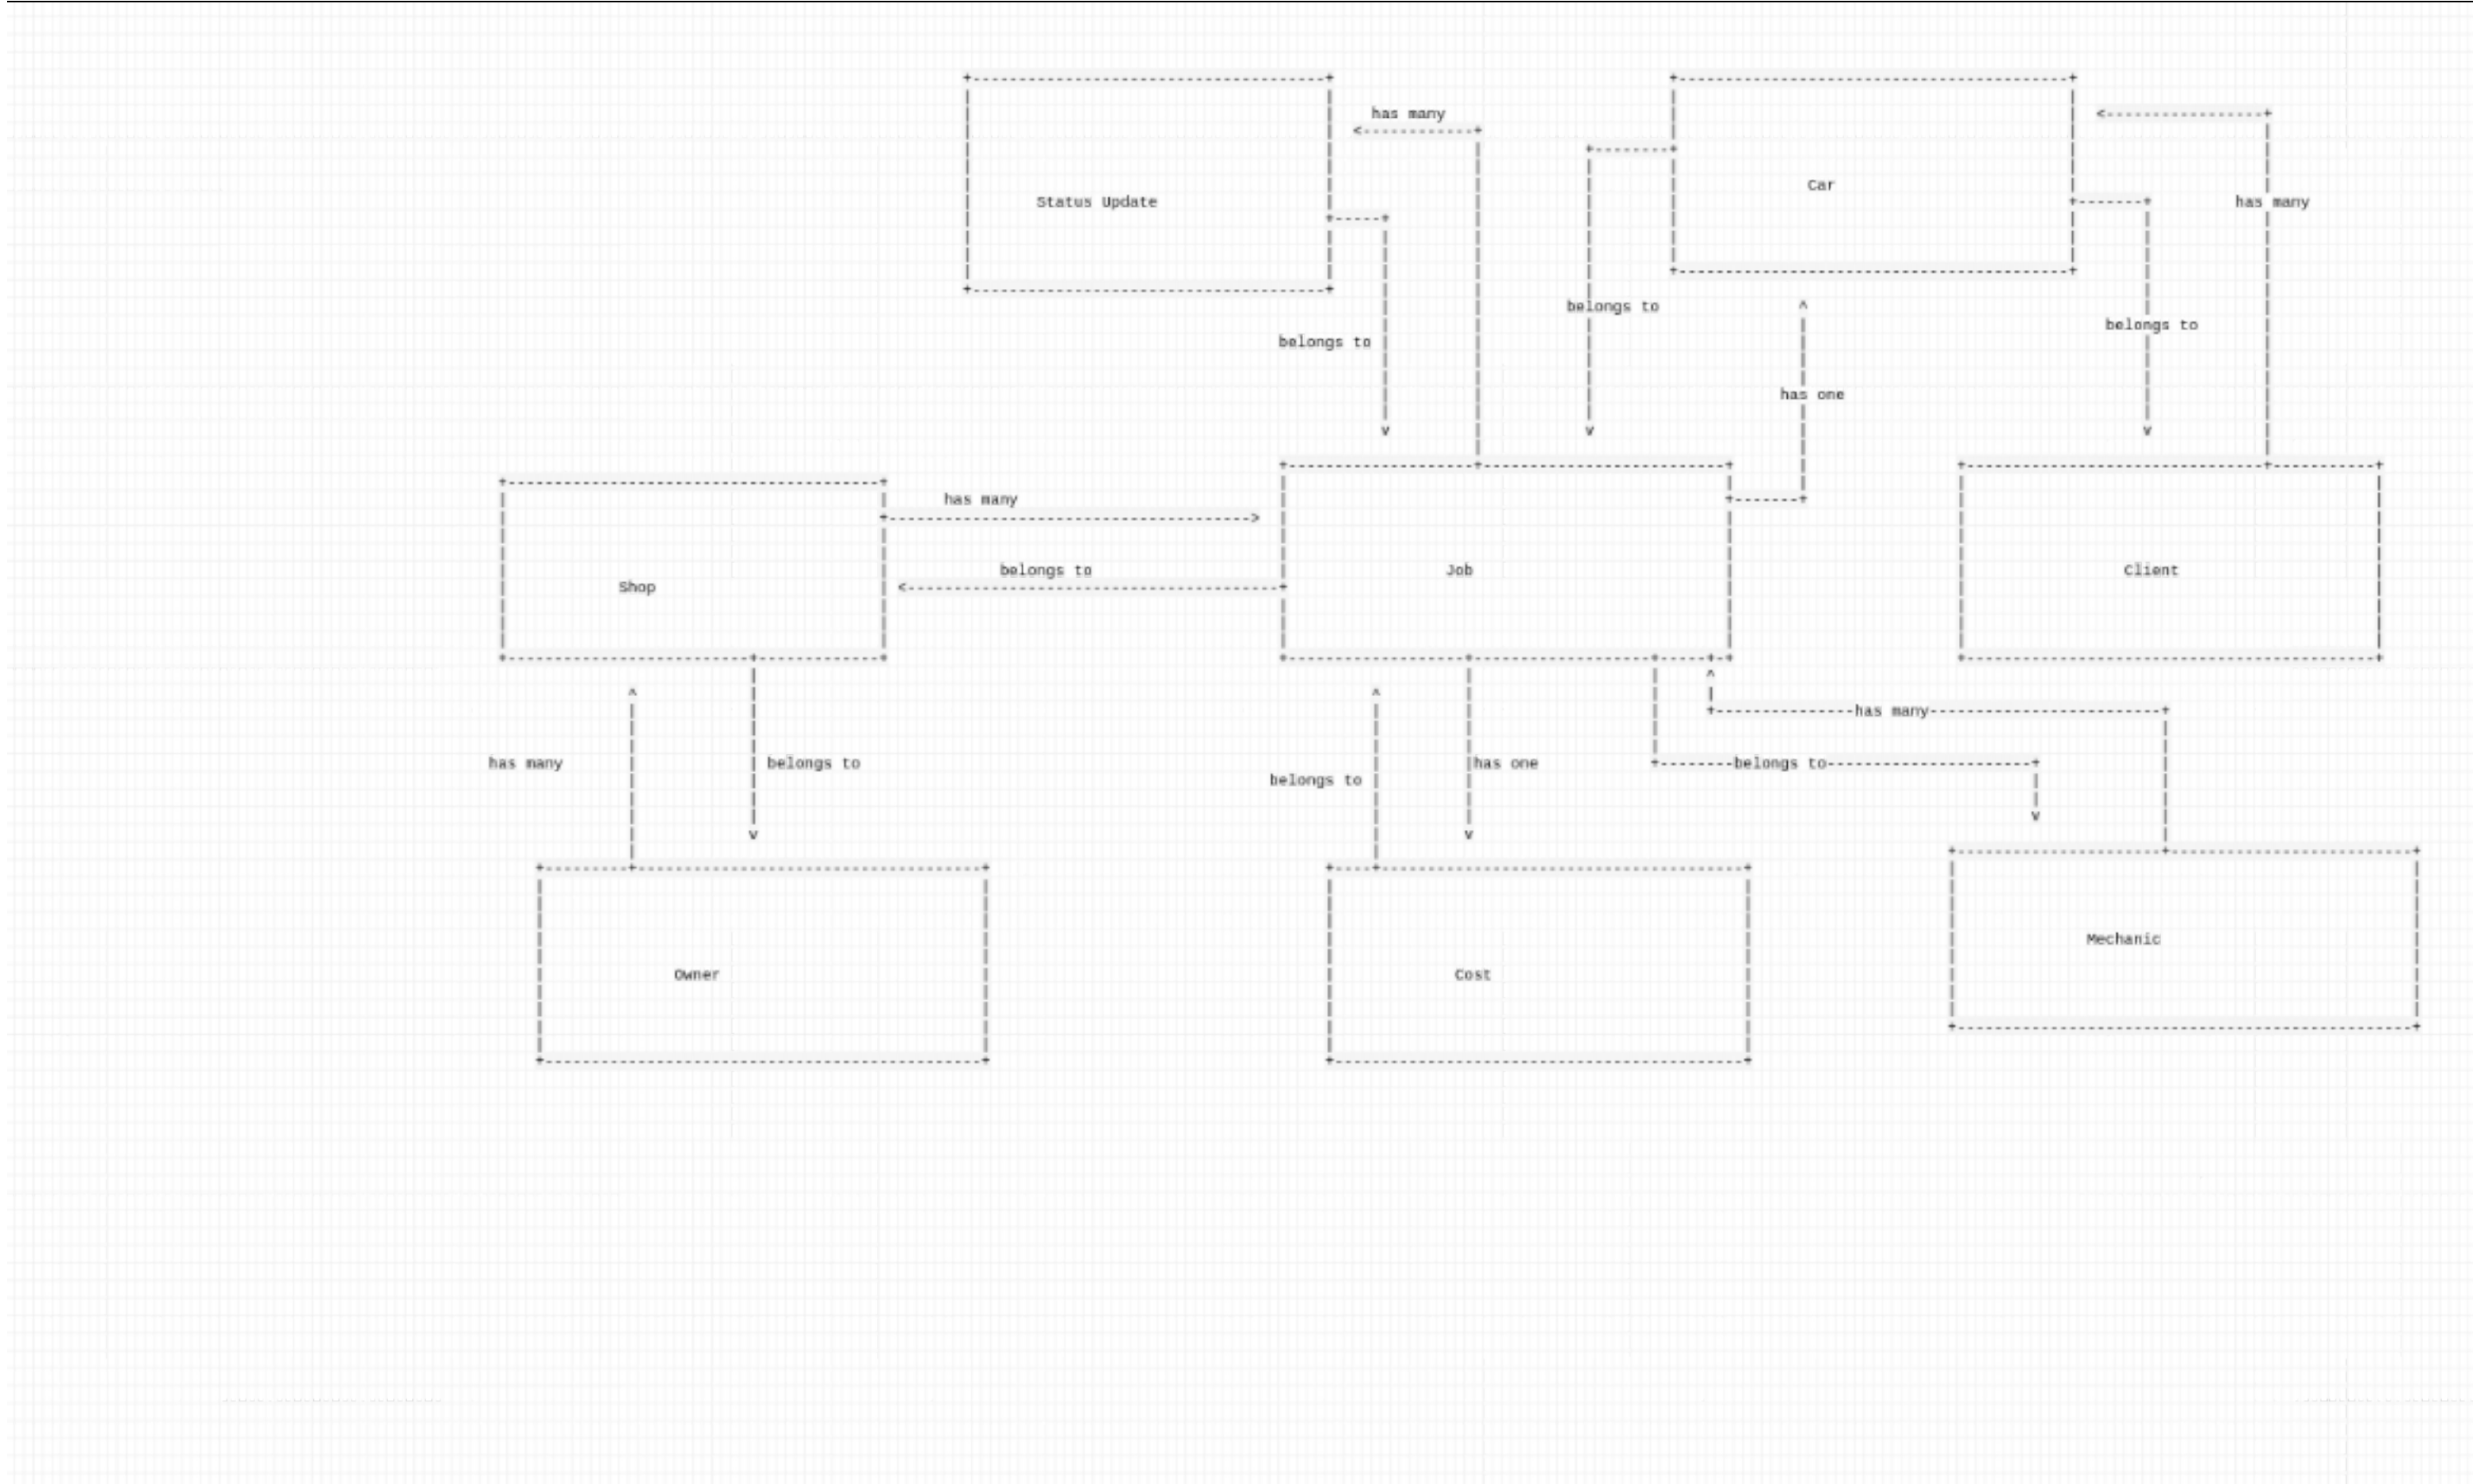 has many
Status Update
belongs to
Car
has many
belongs to
belongs to
has one
has many
belongs to
Shop
Job
Client
has many
belongs to
belongs to
has one
has many
belongs to
Owner
Cost
Mechanic